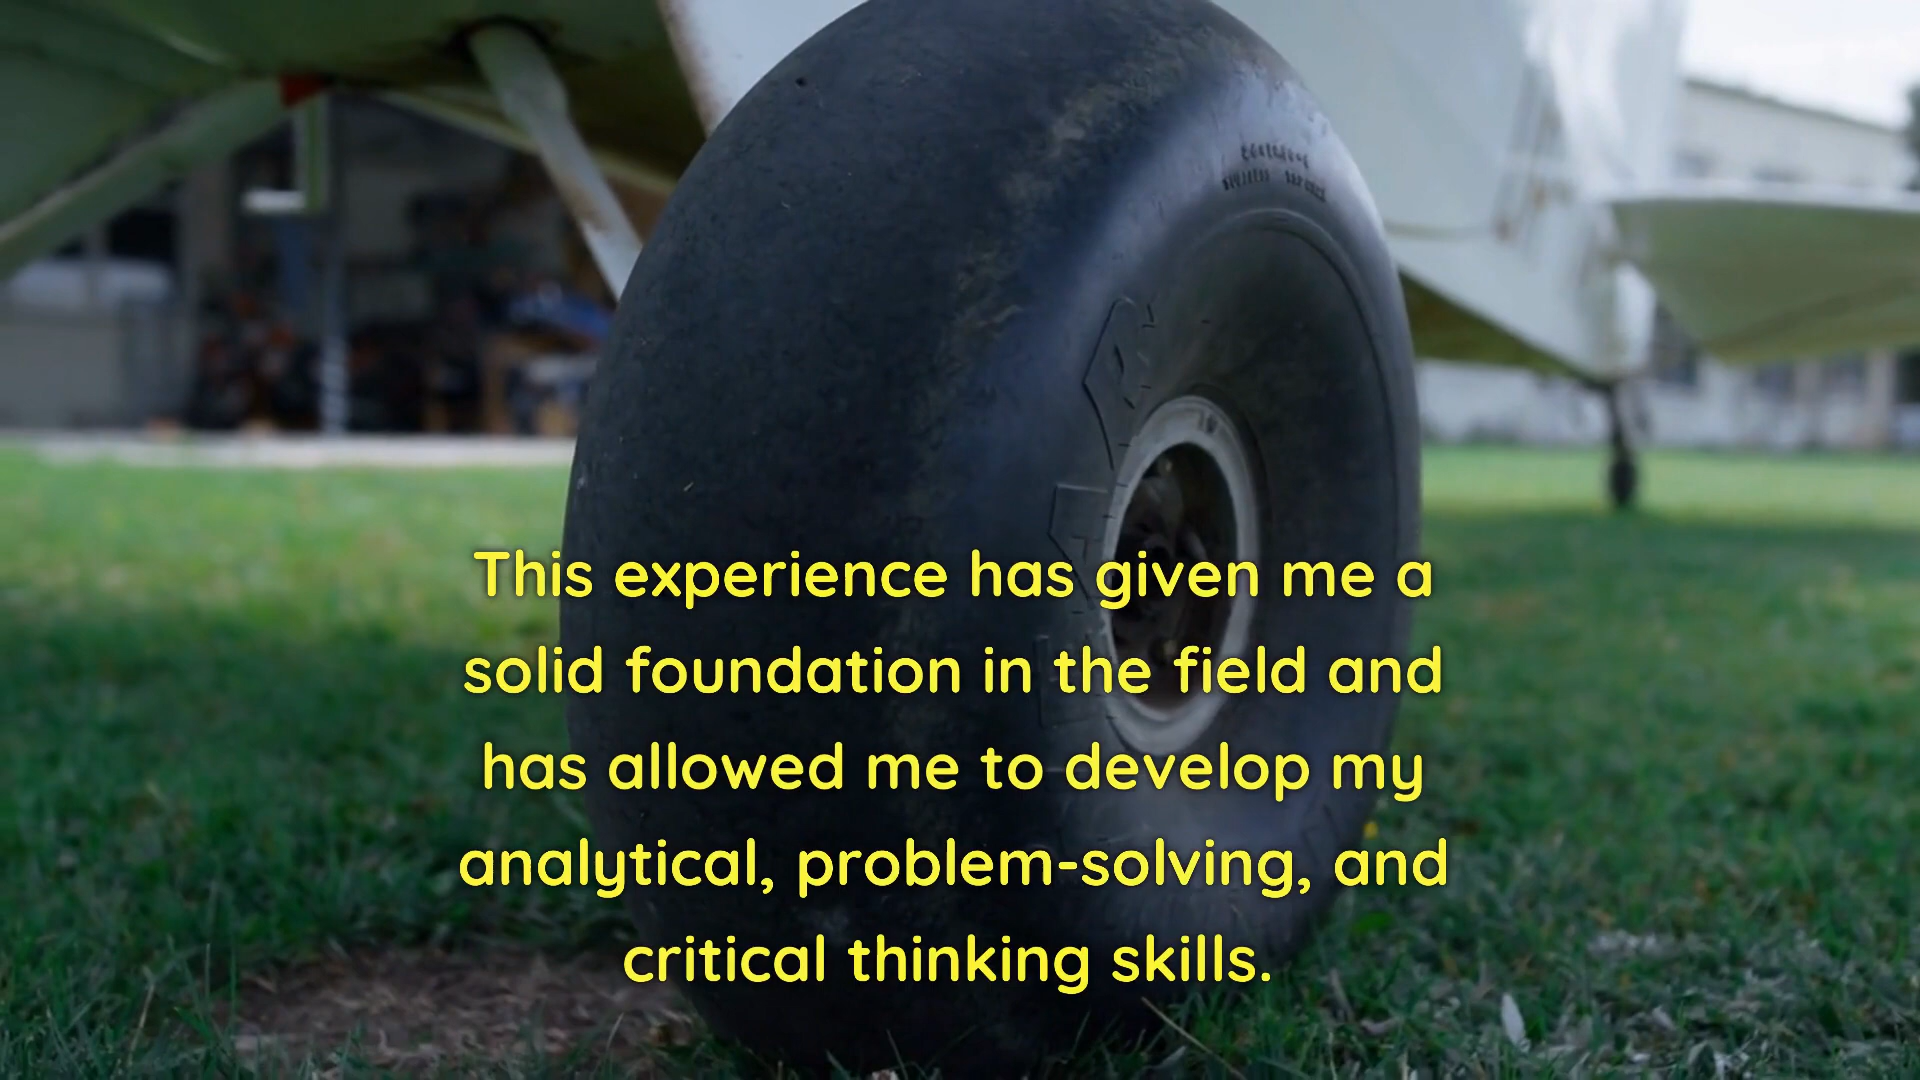 This experience has given me a
solid foundation in the field and
has allowed me to develop my
analytical, problem-solving, and
critical thinking skills.